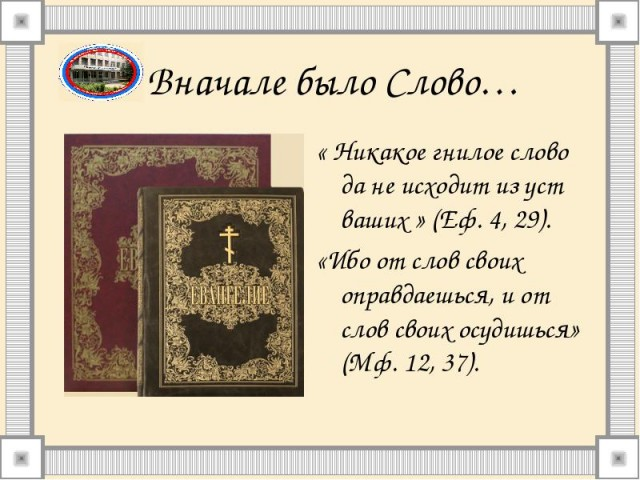 Вначале было Слово…
« Никакое гнилое слово
да не исходит из уст
ваших » (Еф. 4, 29).
«Ибо от слов своих
оправдаешься, и от
слов своих осудишься»
(Мф. 12, 37).
ЕВАНГЕЛІЕ